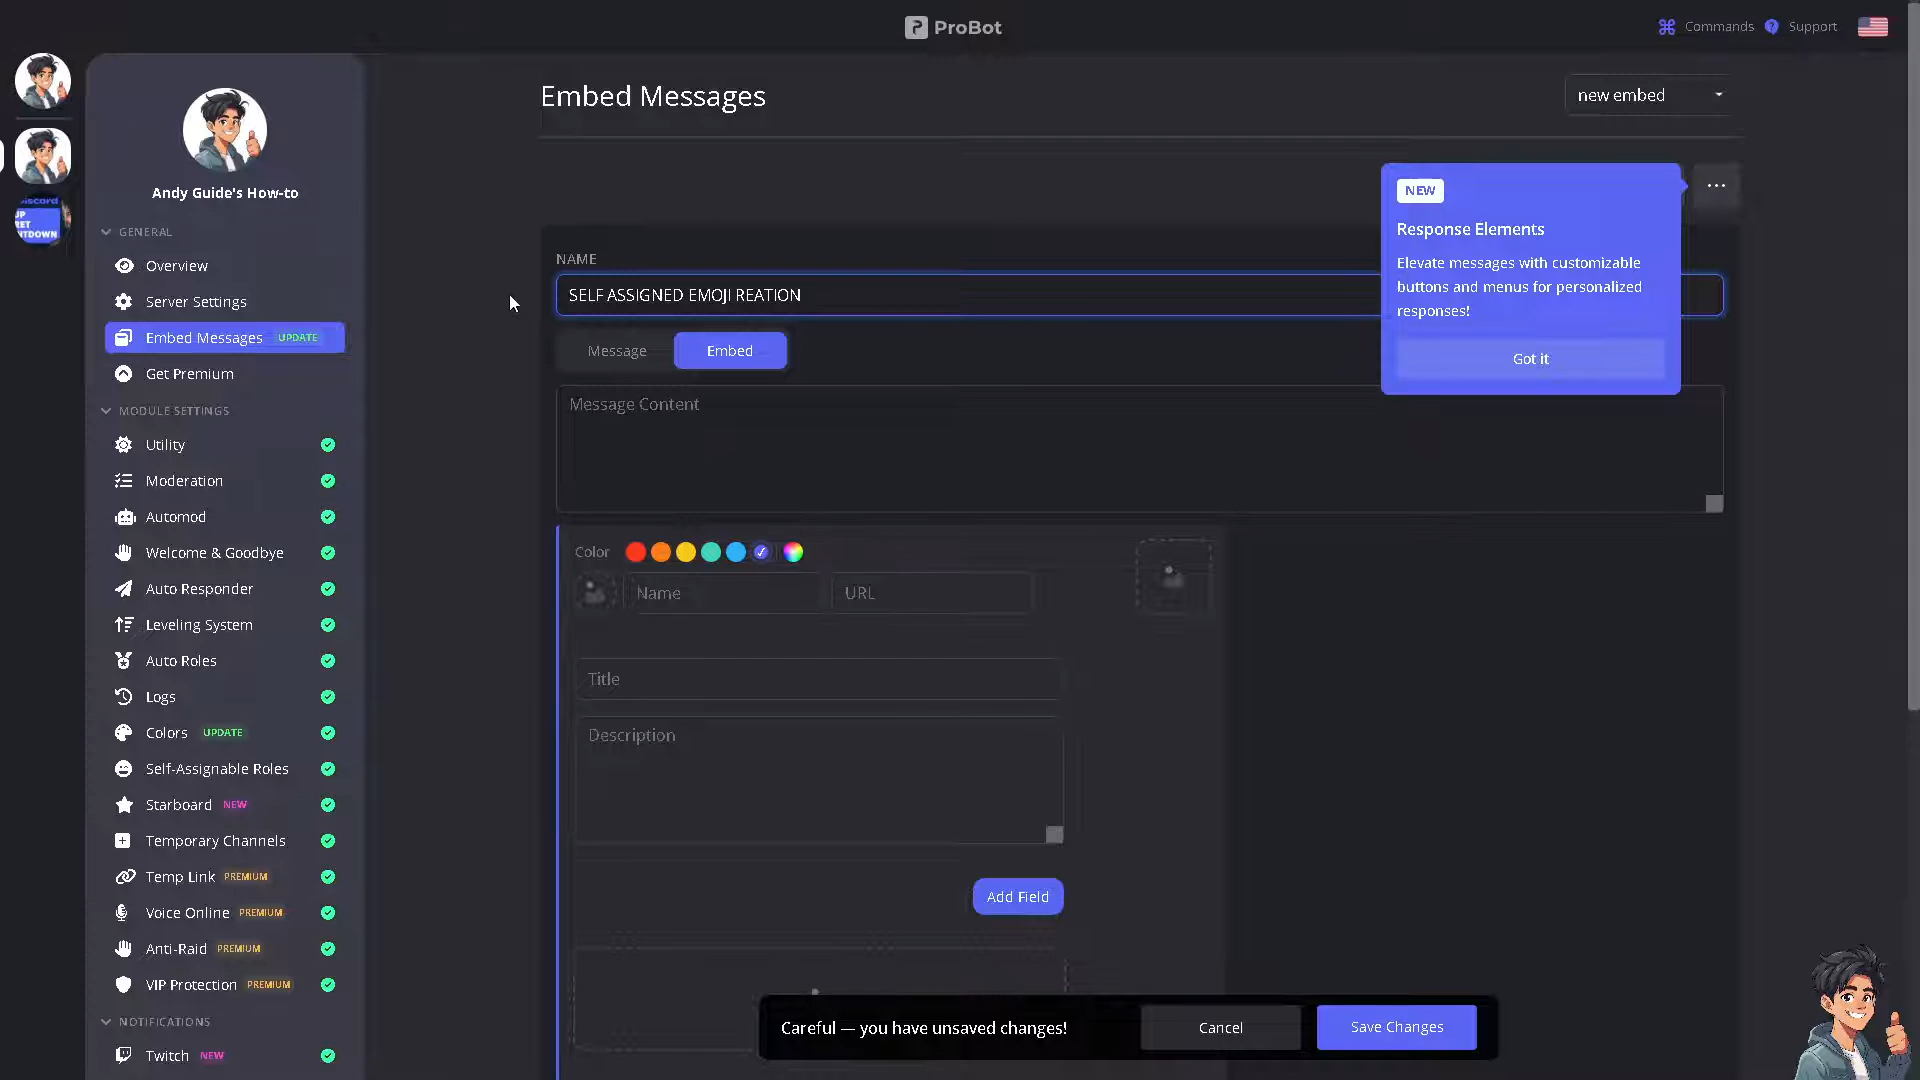 ProBot
Commands
Support
iscord
UP
RET
NTDOWN
Andy Guide's How-to
GENERAL
Overview
Server Settings
Embed Messages UPDATE
Get Premium
MODULE SETTINGS
Utility
Moderation
Automod
Welcome & Goodbye
Auto Responder
Leveling System
Auto Roles
Logs
Colors UPDATE
Self-Assignable Roles
Starboard NEW
Temporary Channels
Temp Link PREMIUM
Voice Online PREMIUM
Anti-Raid PREMIUM
VIP Protection PREMIUM
NOTIFICATIONS
Twitch NEW
Embed Messages
new embed
NEW
Response Elements
Elevate messages with customizable
buttons and menus for personalized
responses!
Got it
NAME
SELF ASSIGNED EMOJI REATION
Message
Embed
Message Content
Color
Name
URL
Title
Description
Add Field
Careful — you have unsaved changes!
Cancel
Save Changes